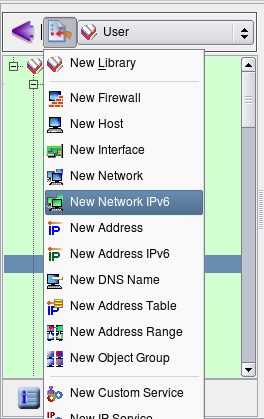 User
New Library
New Firewall
New Host
New Interface
New Network
New Network IPv6
New Address
New Address IPv6
New DNS Name
New Address Table
New Address Range
New Object Group
New Custom Service
New IP Service